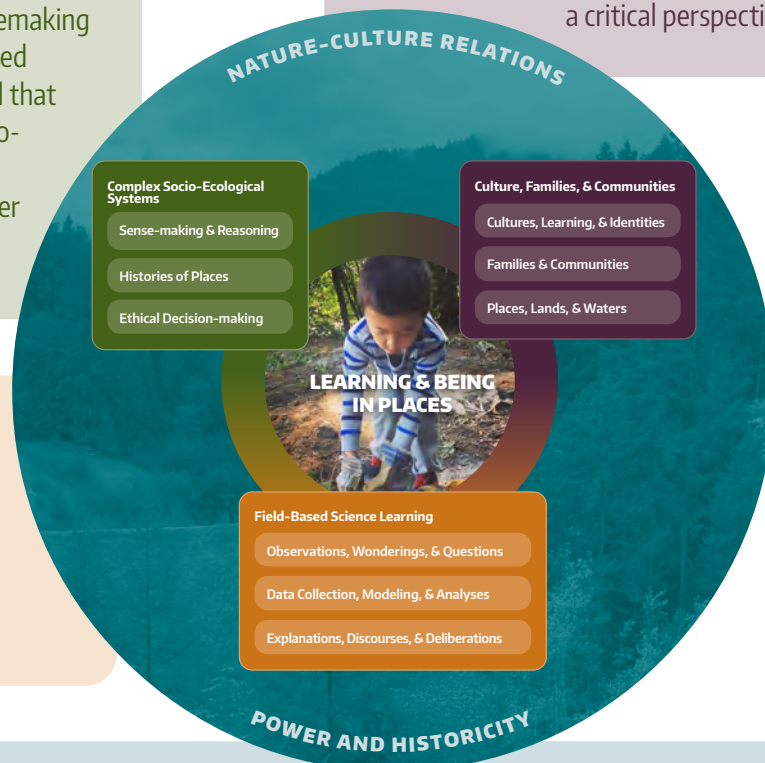 a critical perspecti
emaking
ed
l that
o-
er
NATURE-CULTURE RELATIONS
Complex Socio-Ecological
Systems
Sense-making & Reasoning
Histories of Places
Ethical Decision-making
Culture, Families, & Communities
Cultures, Learning, & Identities
Families & Communities
Places, Lands, & Waters
LEARNING & BEING
IN PLACES
Field-Based Science Learning
Observations, Wonderings, & Questions
Data Collection, Modeling, & Analyses
Explanations, Discourses, & Deliberations
POWER AND HISTORICITY